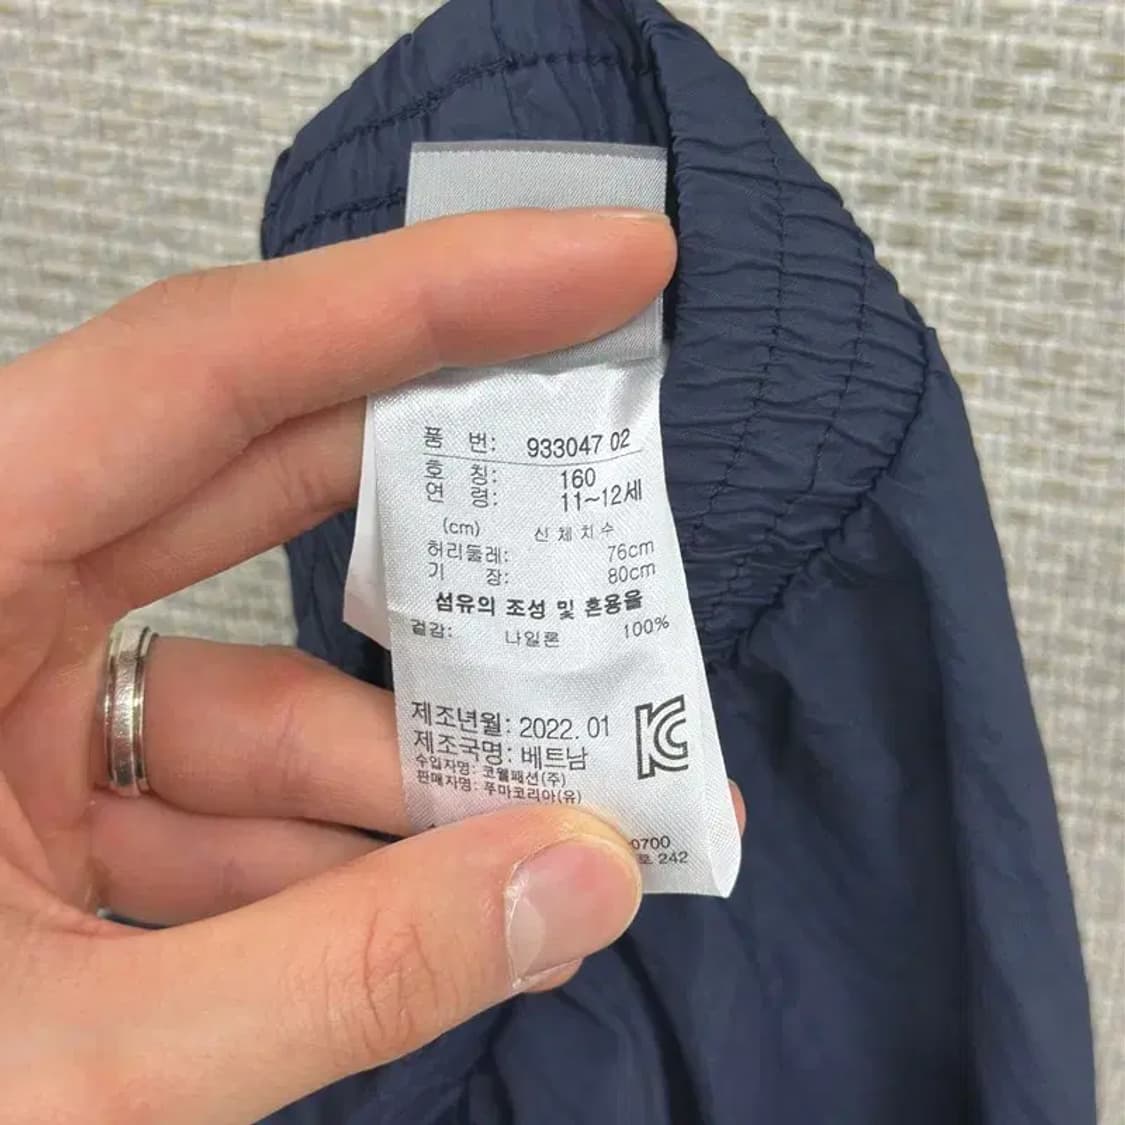 품 번: 933047 02
호 칭: 160
연 령: 11~12세
(cm) 신체치수
허리둘레: 76cm
기 장: 80cm
섬유의 조성 및 혼용율
겉감: 나일론 100%
제조년월: 2022. 01
제조국명: 베트남
수입자명: 코웰패션(주)
판매자명: 푸마코리아(유)
0700
로 242